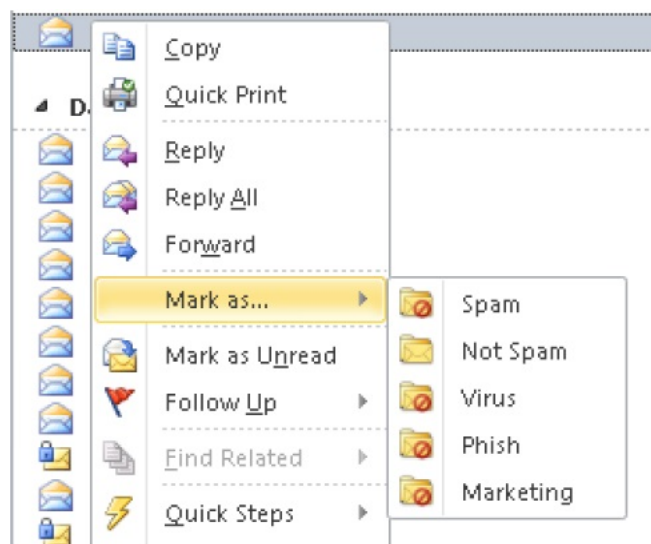 Copy
Quick Print
D
Reply
Reply All
Forward
Mark as...
Spam
Mark as Unread
Not Spam
Follow Up
Virus
Find Related
Phish
Quick Steps
Marketing